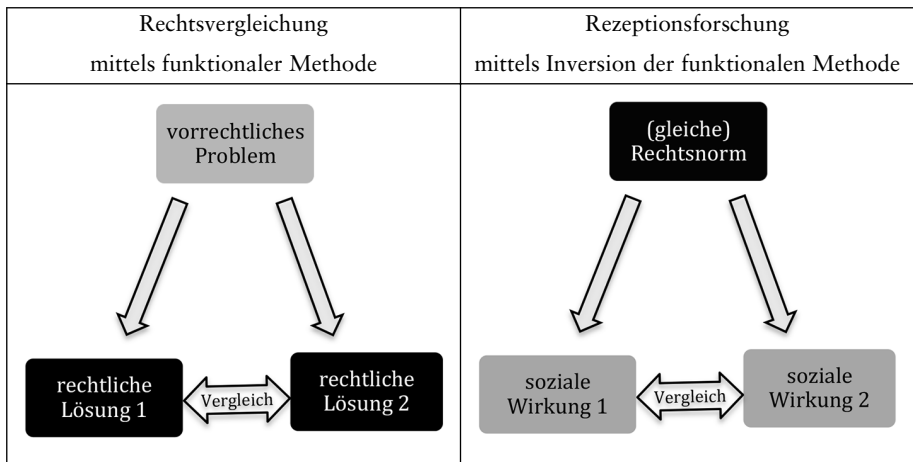 Rechtsvergleichung
mittels funktionaler Methode
Rezeptionsforschung
mittels Inversion der funktionalen Methode
vorrechtliches
Problem
rechtliche
Lösung 1
Vergleich
rechtliche
Lösung 2
(gleiche)
Rechtsnorm
soziale
Wirkung 1
Vergleich
soziale
Wirkung 2